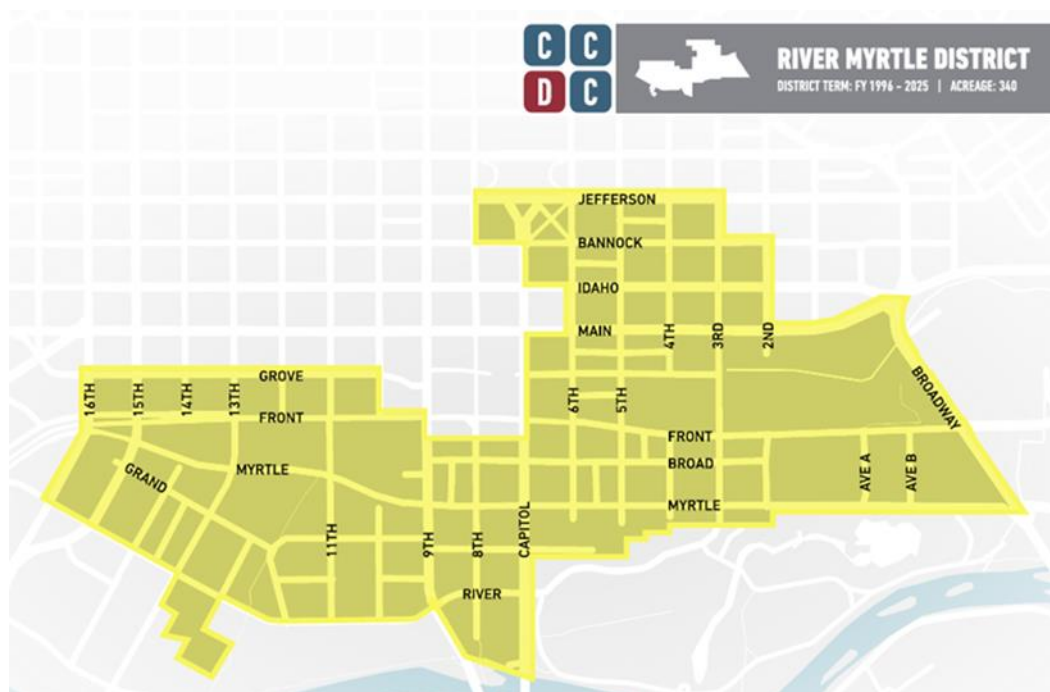 C C
D C
RIVER MYRTLE DISTRICT
DISTRICT TERM: FY 1996 - 2025 | ACREAGE: 340
JEFFERSON
BANNOCK
IDAHO
MAIN
4TH
3RD
2ND
GROVE
16TH
15TH
14TH
13TH
6TH
5TH
BROADWAY
FRONT
FRONT
BROAD
MYRTLE
GRAND
AVE A
AVE B
MYRTLE
11TH
9TH
8TH
CAPITOL
RIVER